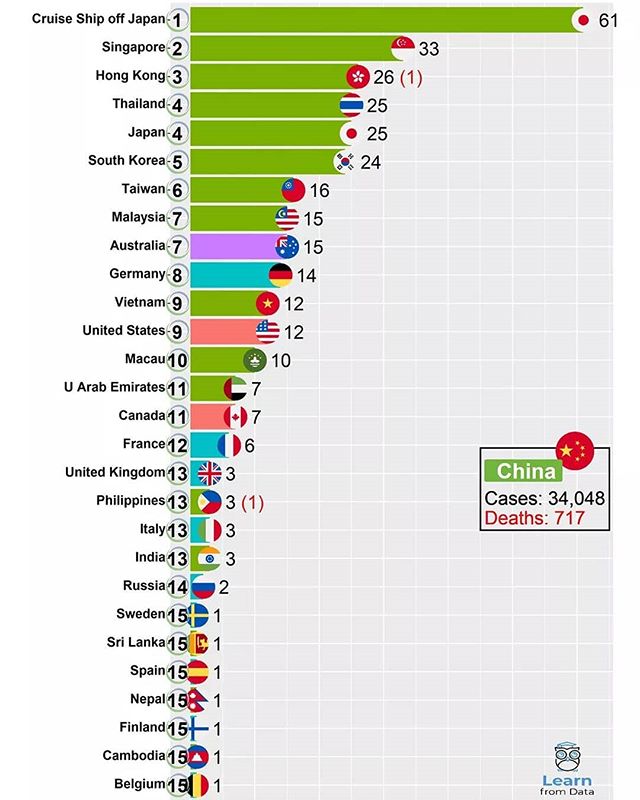 Cruise Ship off Japan 1 61
Singapore 2 33
Hong Kong 3 26 (1)
Thailand 4 25
Japan 4 25
South Korea 5 24
Taiwan 6 16
Malaysia 7 15
Australia 7 15
Germany 8 14
Vietnam 9 12
United States 9 12
Macau 10 10
U Arab Emirates 11 7
Canada 11 7
France 12 6
United Kingdom 13 3
Philippines 13 3 (1)
Italy 13 3
India 13 3
Russia 14 2
Sweden 15 1
Sri Lanka 15 1
Spain 15 1
Nepal 15 1
Finland 15 1
Cambodia 15 1
Belgium 15 1
China
Cases: 34,048
Deaths: 717
Learn
from Data